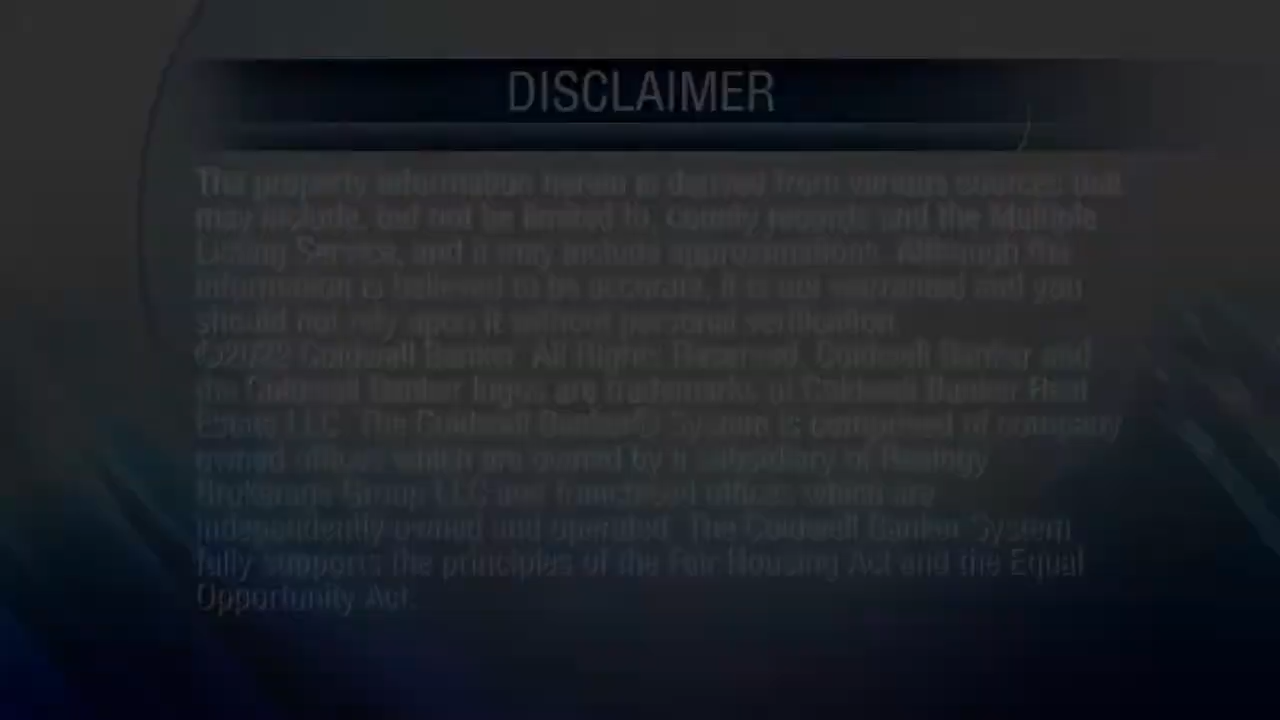 DISCLAIMER
The property information herein is derived from various sources that
may include, but not be limited to, county records and the Multiple
Listing Service, and it may include approximations. Although the
information is believed to be accurate, it is not warranted and you
should not rely upon it without personal verification.
©2022 Coldwell Banker. All Rights Reserved. Coldwell Banker and
the Coldwell Banker logos are trademarks of Coldwell Banker Real
Estate LLC. The Coldwell Banker® System is comprised of company
owned offices which are owned by a subsidiary of Realogy
Brokerage Group LLC and franchised offices which are
independently owned and operated. The Coldwell Banker System
fully supports the principles of the Fair Housing Act and the Equal
Opportunity Act.